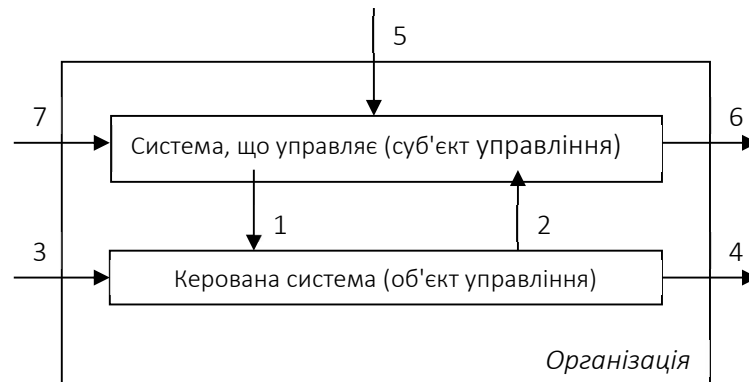 5
7
6
Система, що управляє (суб'єкт управління)
1
2
3
4
Керована система (об'єкт управління)
Організація